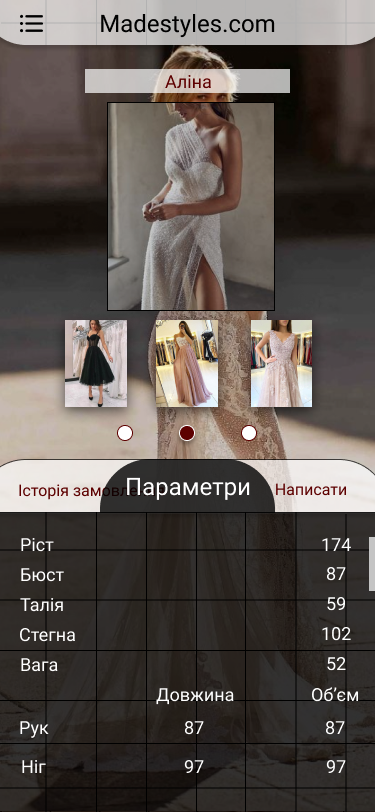 Madestyles.com
Аліна
Історія замовле
Параметри
Написати
Ріст 174
Бюст 87
Талія 59
Стегна 102
Вага 52
Довжина Об’єм
Рук 87 87
Ніг 97 97